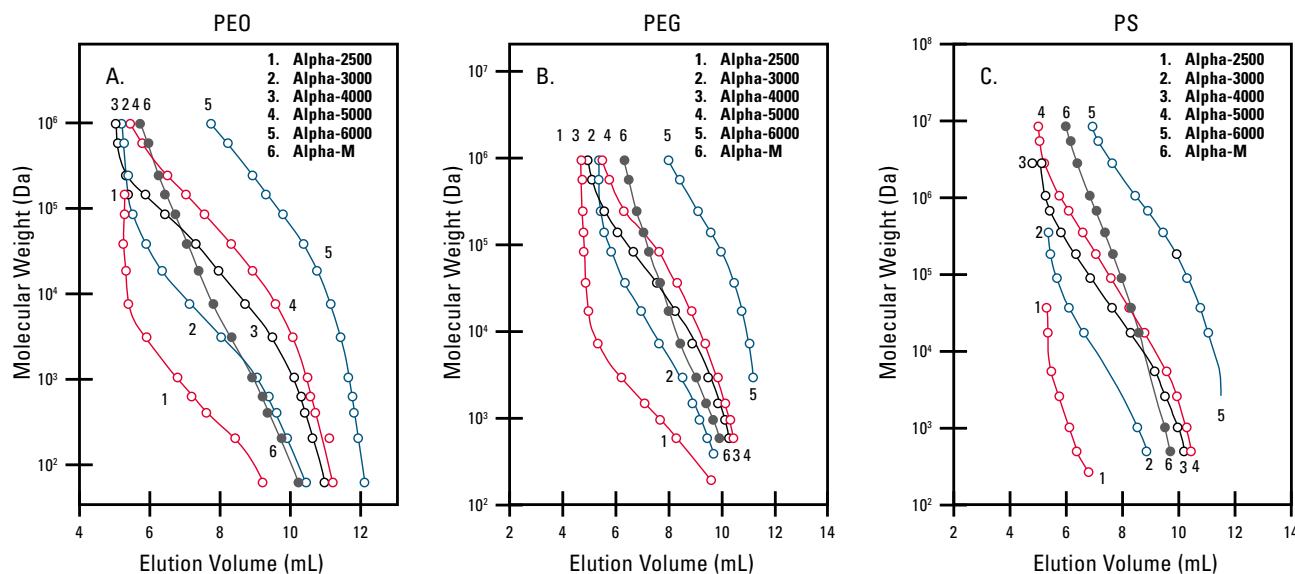 PEO
A.
1. Alpha-2500
2. Alpha-3000
3. Alpha-4000
4. Alpha-5000
5. Alpha-6000
6. Alpha-M
3 2 4 6
5
1
5
4
2
3
1
6
Molecular Weight (Da)
10⁶
10⁵
10⁴
10³
10²
4 6 8 10 12
Elution Volume (mL)
PEG
B.
1. Alpha-2500
2. Alpha-3000
3. Alpha-4000
4. Alpha-5000
5. Alpha-6000
6. Alpha-M
1 3 2 4 6 5
2
5
1
6 3 4
Molecular Weight (Da)
10⁷
10⁶
10⁵
10⁴
10³
10²
2 4 6 8 10 12 14
Elution Volume (mL)
PS
C.
1. Alpha-2500
2. Alpha-3000
3. Alpha-4000
4. Alpha-5000
5. Alpha-6000
6. Alpha-M
4 6 5
3
2
1
5
1
2 6 3 4
Molecular Weight (Da)
10⁸
10⁷
10⁶
10⁵
10⁴
10³
10²
2 4 6 8 10 12 14
Elution Volume (mL)